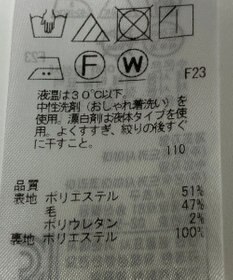 F W F23
液温は30℃以下、
中性洗剤(おしゃれ着洗い)を
使用。漂白剤は液体タイプを使
用。よくすすぎ、絞りの後すぐ
に干すこと。
110
品質
表地 ポリエステル 51%
毛 47%
ポリウレタン 2%
裏地 ポリエステル 100%